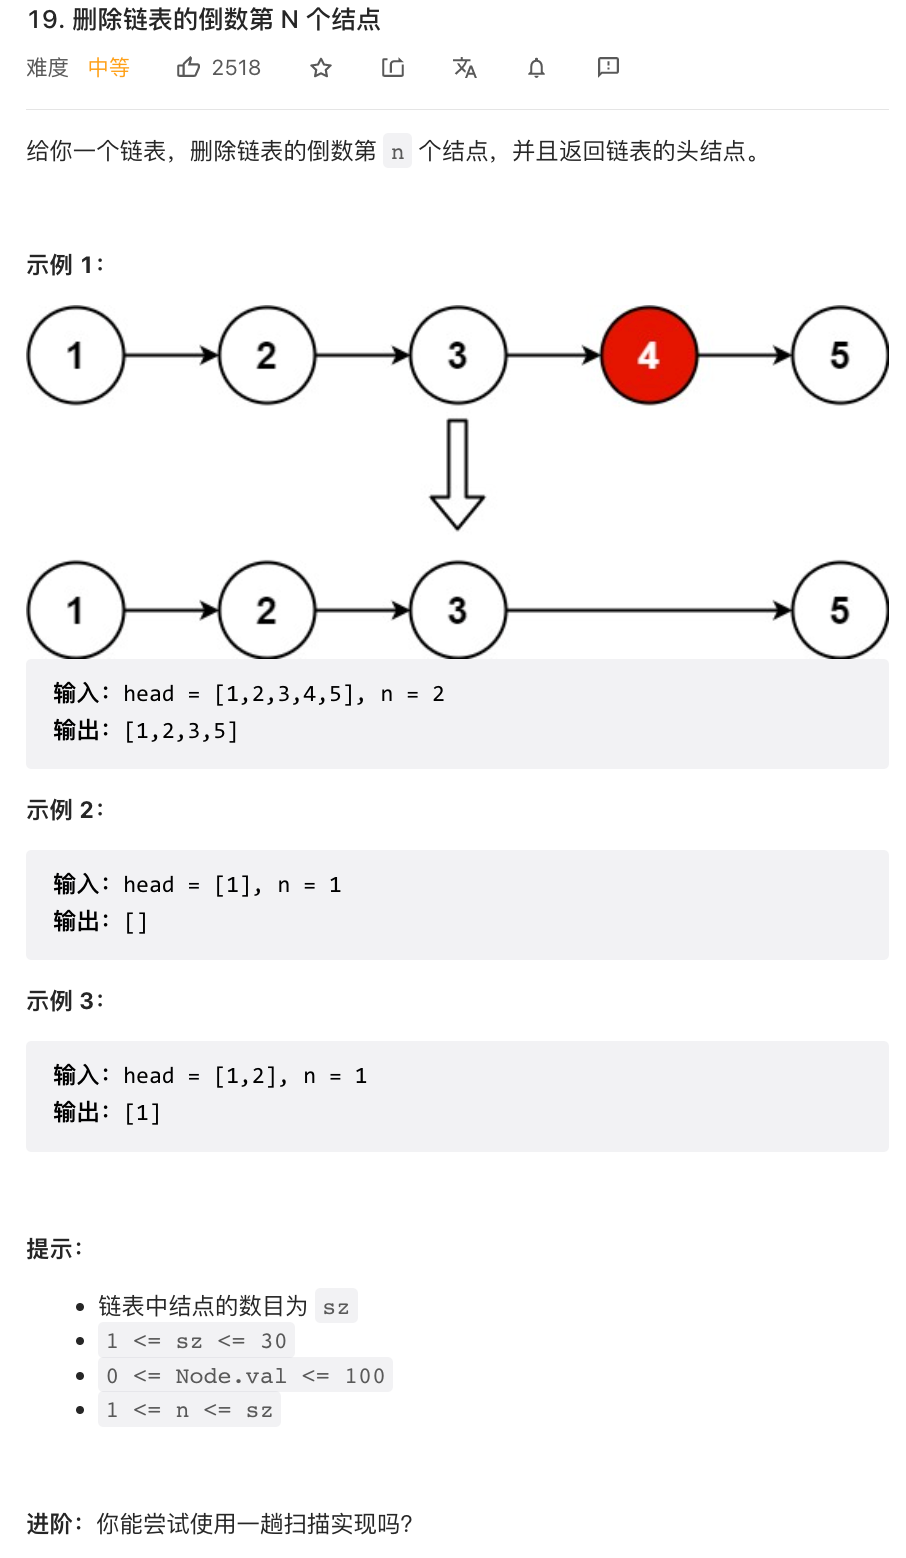 19. 删除链表的倒数第 N 个结点
难度 中等 2518
给你一个链表，删除链表的倒数第 n 个结点，并且返回链表的头结点。
示例 1：
1 2 3 4 5
1 2 3 5
输入：head = [1,2,3,4,5], n = 2
输出：[1,2,3,5]
示例 2：
输入：head = [1], n = 1
输出：[]
示例 3：
输入：head = [1,2], n = 1
输出：[1]
提示：
链表中结点的数目为 sz
1 <= sz <= 30
0 <= Node.val <= 100
1 <= n <= sz
进阶：你能尝试使用一趟扫描实现吗？